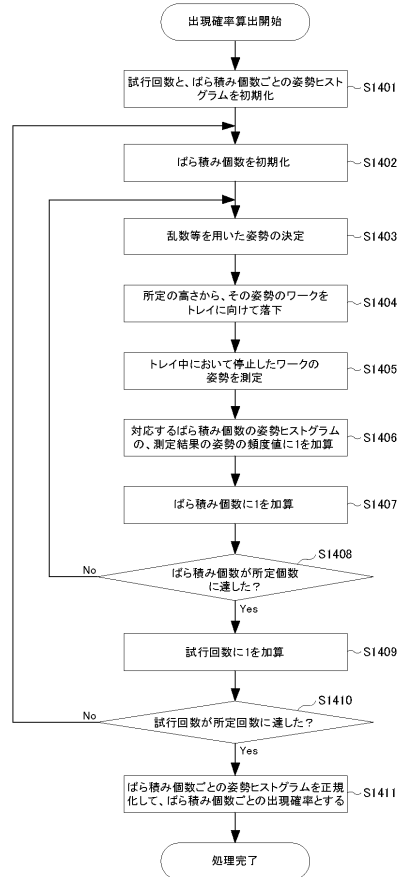 出現確率算出開始
試行回数と、ばら積み個数ごとの姿勢ヒスト
グラムを初期化
S1401
ばら積み個数を初期化
S1402
乱数等を用いた姿勢の決定
S1403
所定の高さから、その姿勢のワークを
トレイに向けて落下
S1404
トレイ中において停止したワークの
姿勢を測定
S1405
対応するばら積み個数の姿勢ヒストグラム
の、測定結果の姿勢の頻度値に1を加算
S1406
ばら積み個数に1を加算
S1407
S1408
No
ばら積み個数が所定個数
に達した？
Yes
試行回数に1を加算
S1409
S1410
No
試行回数が所定回数に達した？
Yes
ばら積み個数ごとの姿勢ヒストグラムを正規
化して、ばら積み個数ごとの出現確率とする
S1411
処理完了